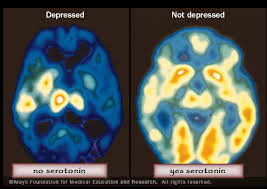 Depressed
Not depressed
no serotonin
yes serotonin
©Mayo Foundation for Medical Education and Research. All rights reserved.